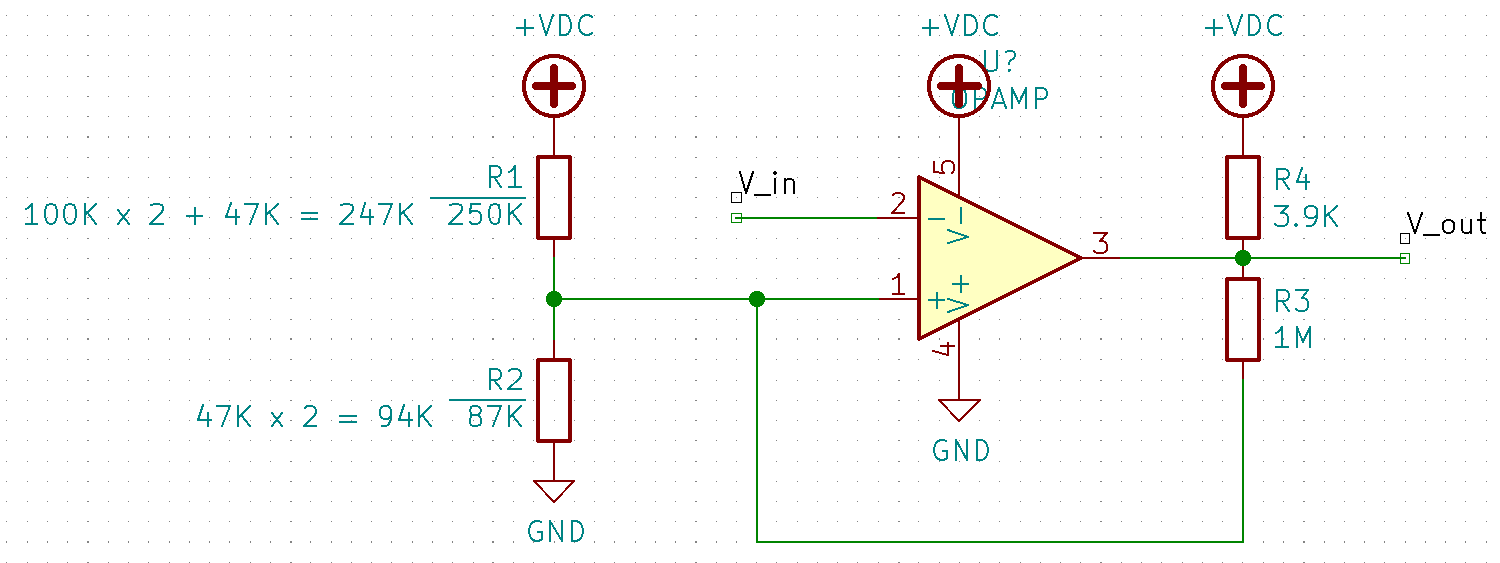 +VDC
+VDC
+VDC
U?
OPAMP
R1
100K x 2 + 47K = 247K 250K
V_in
5
2
- V-
1
+ V+
4
3
R4
3.9K
V_out
R3
1M
R2
47K x 2 = 94K 87K
GND
GND